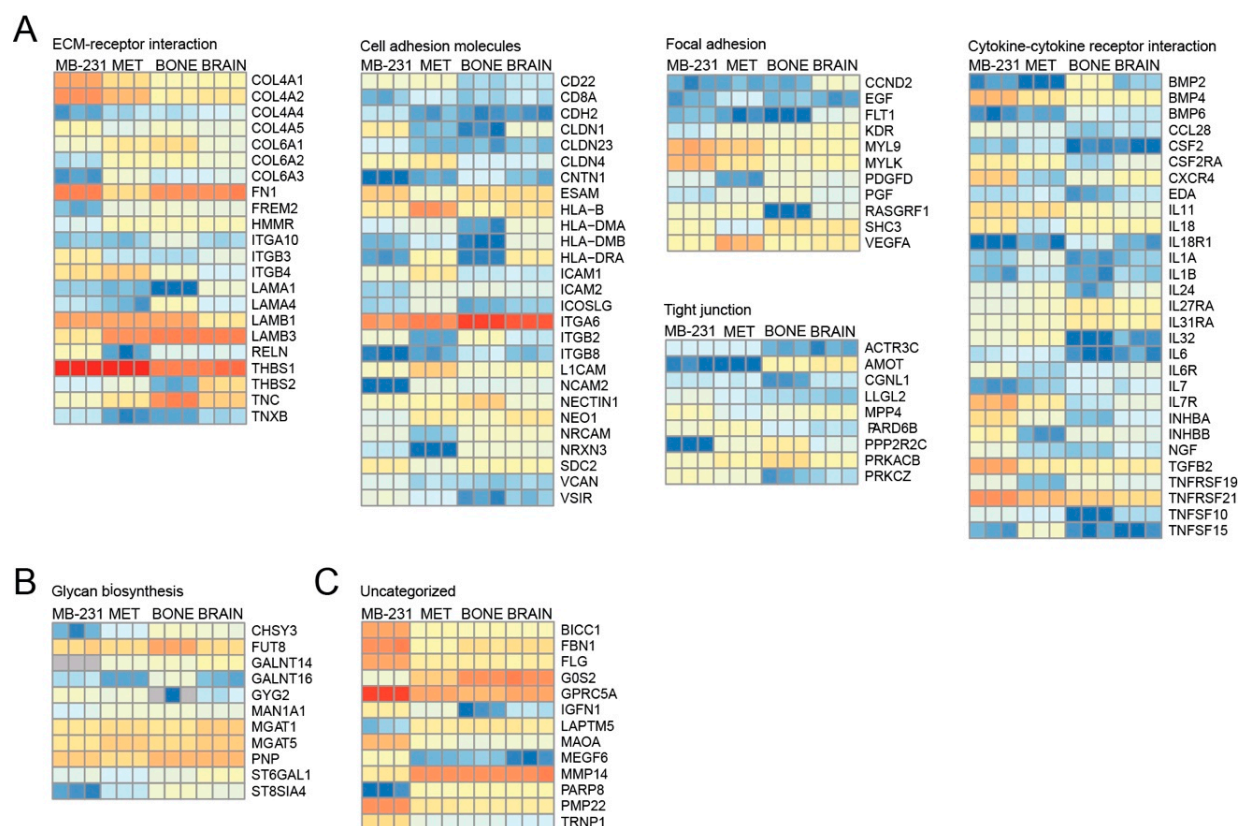 A
ECM-receptor interaction
MB-231 MET BONE BRAIN
COL4A1
COL4A2
COL4A4
COL4A5
COL6A1
COL6A2
COL6A3
FN1
FREM2
HMMR
ITGA10
ITGB3
ITGB4
LAMA1
LAMA4
LAMB1
LAMB3
RELN
THBS1
THBS2
TNC
TNXB
Cell adhesion molecules
MB-231 MET BONE BRAIN
CD22
CD8A
CDH2
CLDN1
CLDN23
CLDN4
CNTN1
ESAM
HLA-B
HLA-DMA
HLA-DMB
HLA-DRA
ICAM1
ICAM2
ICOSLG
ITGA6
ITGB2
ITGB8
L1CAM
NCAM2
NECTIN1
NEO1
NRCAM
NRXN3
SDC2
VCAN
VSIR
Focal adhesion
MB-231 MET BONE BRAIN
CCND2
EGF
FLT1
KDR
MYL9
MYLK
PDGFD
PGF
RASGRF1
SHC3
VEGFA
Tight junction
MB-231 MET BONE BRAIN
ACTR3C
AMOT
CGNL1
LLGL2
MPP4
PARD6B
PPP2R2C
PRKACB
PRKCZ
Cytokine-cytokine receptor interaction
MB-231 MET BONE BRAIN
BMP2
BMP4
BMP6
CCL28
CSF2
CSF2RA
CXCR4
EDA
IL11
IL18
IL18R1
IL1A
IL1B
IL24
IL27RA
IL31RA
IL32
IL6
IL6R
IL7
IL7R
INHBA
INHBB
NGF
TGFB2
TNFRSF19
TNFRSF21
TNFSF10
TNFSF15
B
Glycan biosynthesis
MB-231 MET BONE BRAIN
CHSY3
FUT8
GALNT14
GALNT16
GYG2
MAN1A1
MGAT1
MGAT5
PNP
ST6GAL1
ST8SIA4
C
Uncategorized
MB-231 MET BONE BRAIN
BICC1
FBN1
FLG
G0S2
GPRC5A
IGFN1
LAPTM5
MAOA
MEGF6
MMP14
PARP8
PMP22
TRNP1